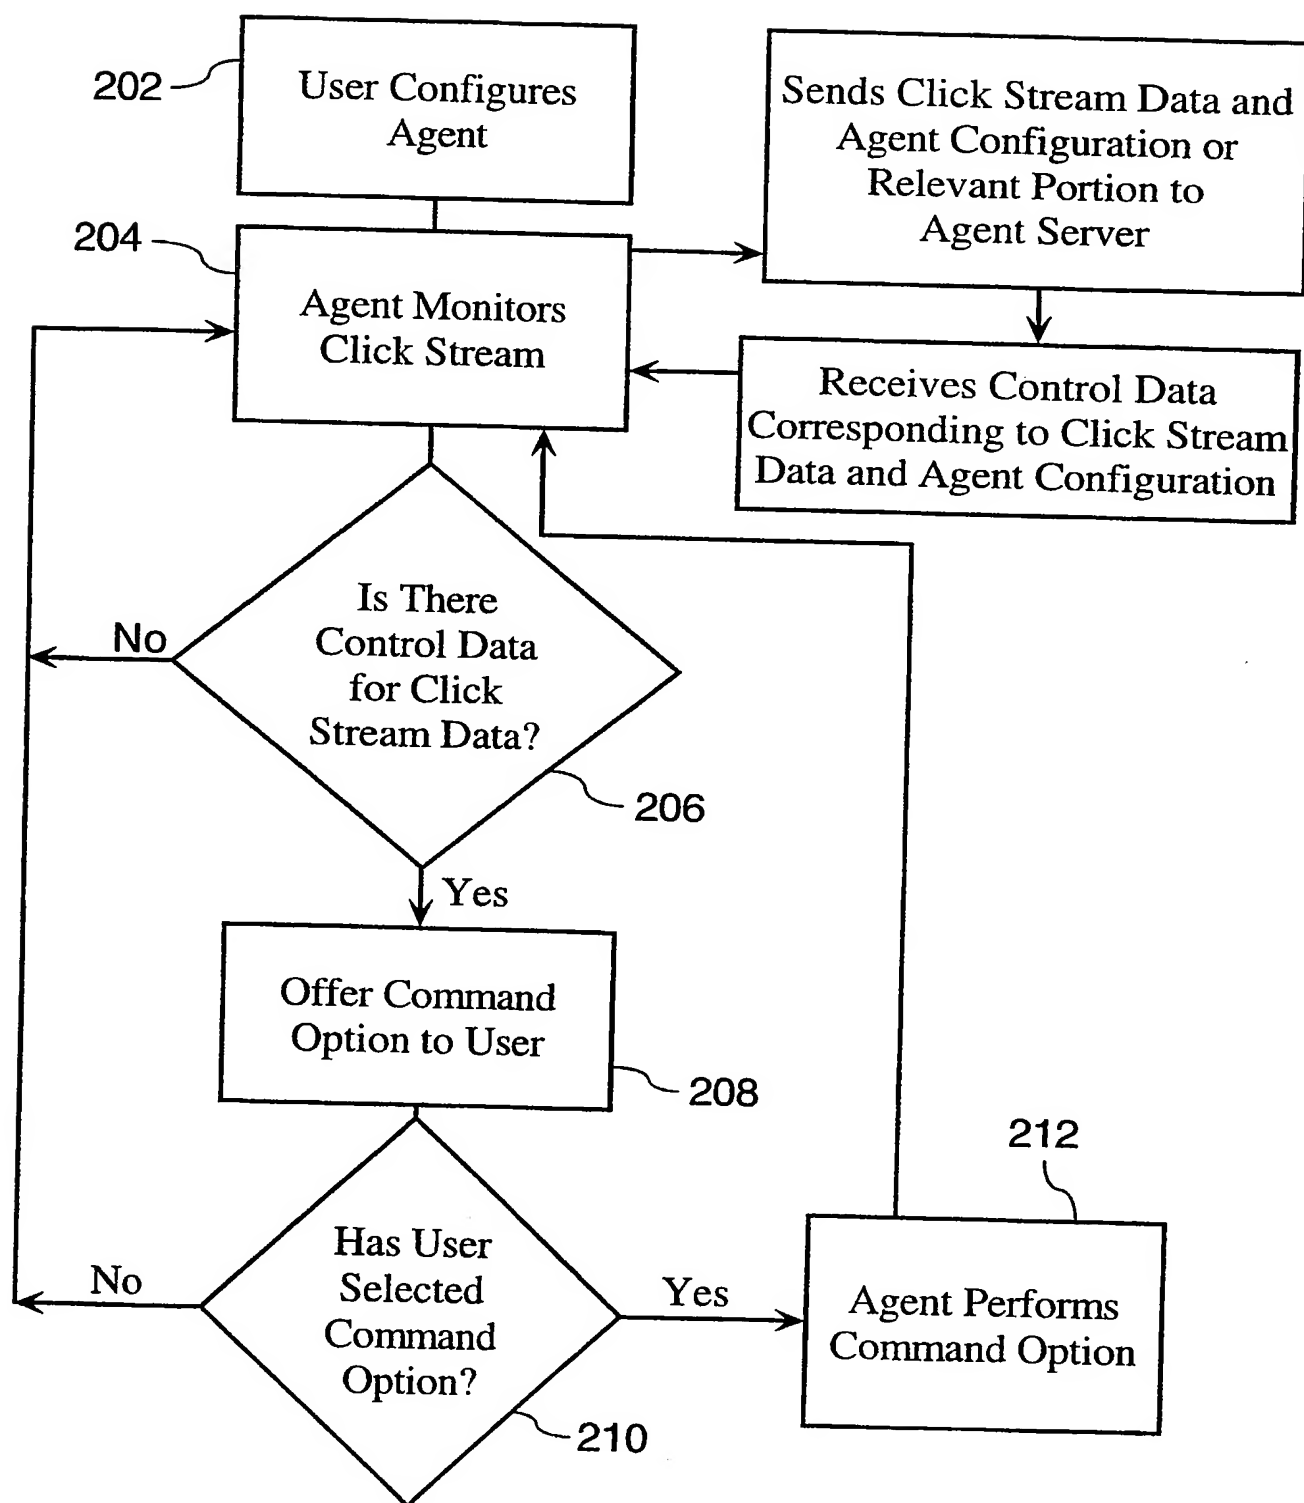 202
User Configures
Agent
Sends Click Stream Data and
Agent Configuration or
Relevant Portion to
Agent Server
204
Agent Monitors
Click Stream
Receives Control Data
Corresponding to Click Stream
Data and Agent Configuration
Is There
Control Data
for Click
Stream Data?
No
206
Yes
Offer Command
Option to User
208
Has User
Selected
Command
Option?
No
Yes
210
212
Agent Performs
Command Option